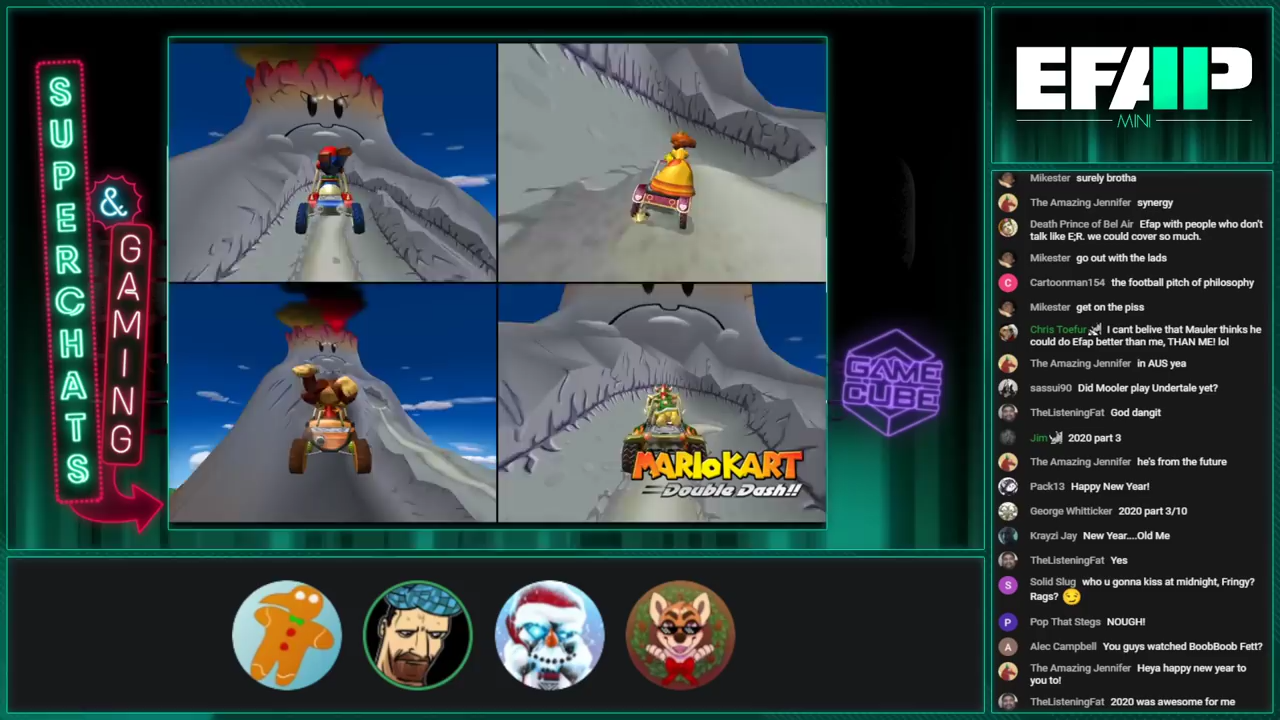 SUPERCHATS
&
GAMING
GAME
CUBE
MARIO KART
Double Dash!!
EFAP
MINI
Mikester surely brotha
The Amazing Jennifer synergy
Death Prince of Bel Air Efap with people who don't
talk like E;R. we could cover so much.
Mikester go out with the lads
Cartoonman154 the football pitch of philosophy
Mikester get on the piss
Chris Toefur I cant belive that Mauler thinks he
could do Efap better than me, THAN ME! lol
The Amazing Jennifer in AUS yea
sassui90 Did Mooler play Undertale yet?
TheListeningFat God dangit
Jim 2020 part 3
The Amazing Jennifer he's from the future
Pack13 Happy New Year!
George Whitticker 2020 part 3/10
Krayzi Jay New Year....Old Me
TheListeningFat Yes
S Solid Slug who u gonna kiss at midnight, Fringy?
Rags? 😏
P Pop That Stegs NOUGH!
A Alec Campbell You guys watched BoobBoob Fett?
The Amazing Jennifer Heya happy new year to
you to!
TheListeningFat 2020 was awesome for me